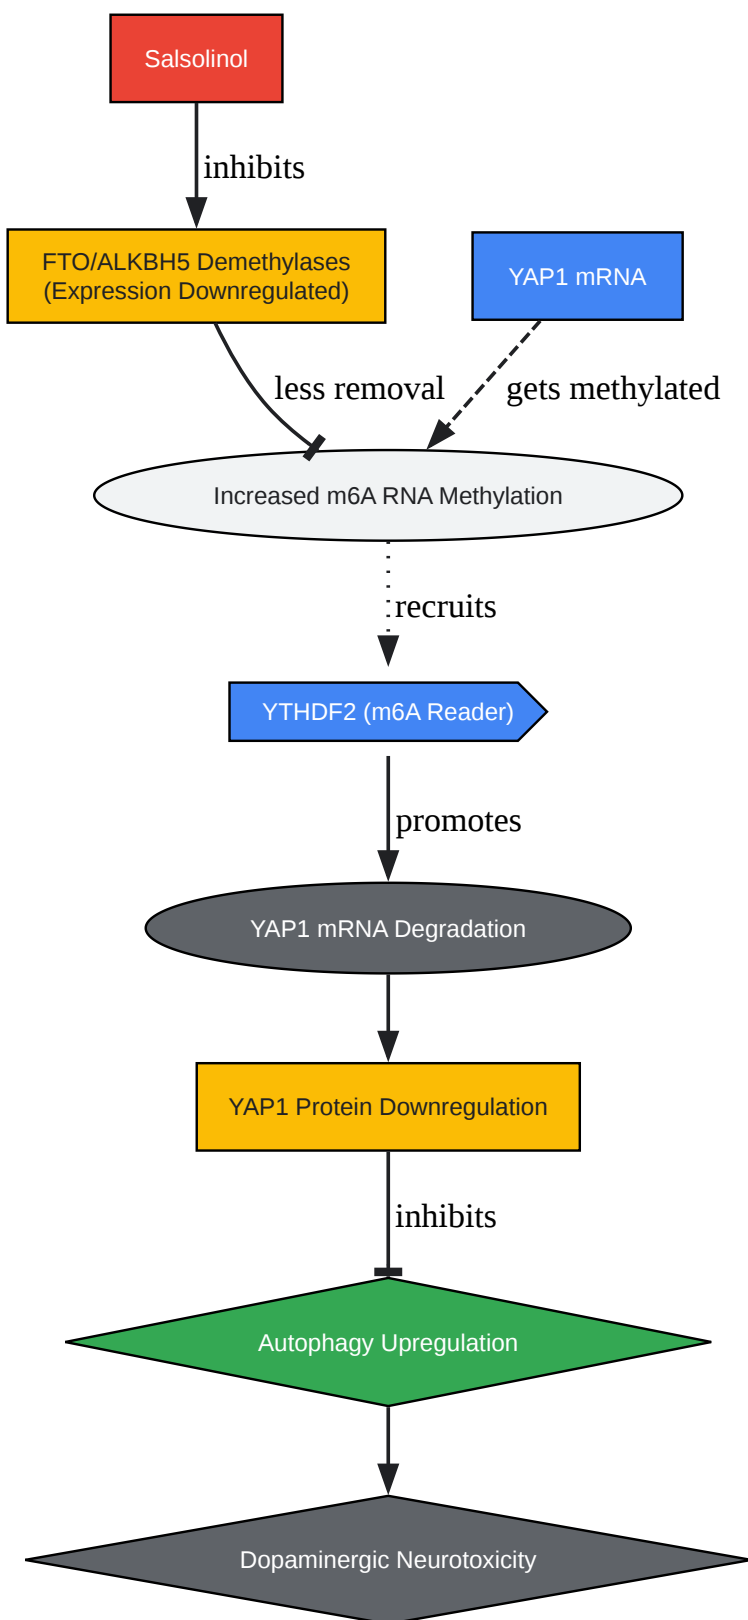 Salsolinol
inhibits
FTO/ALKBH5 Demethylases
(Expression Downregulated)
YAP1 mRNA
less removal
gets methylated
Increased m6A RNA Methylation
recruits
YTHDF2 (m6A Reader)
promotes
YAP1 mRNA Degradation
YAP1 Protein Downregulation
inhibits
Autophagy Upregulation
Dopaminergic Neurotoxicity